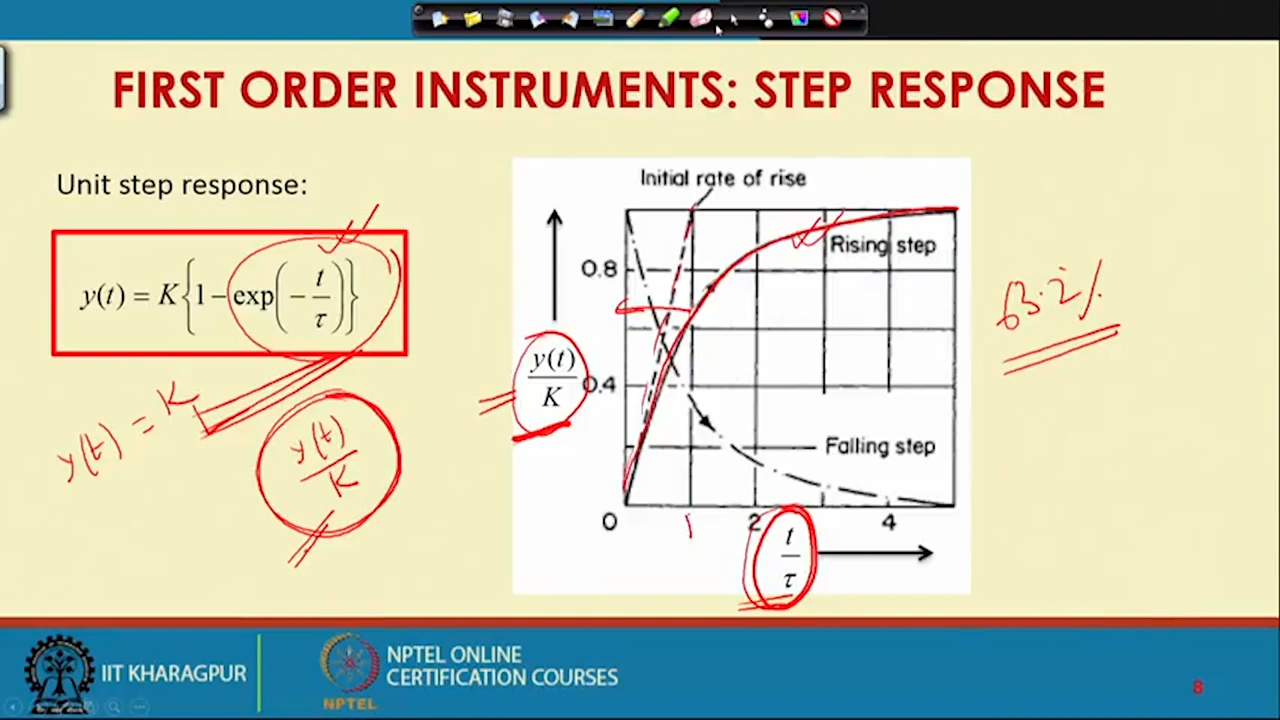 FIRST ORDER INSTRUMENTS: STEP RESPONSE
Unit step response:
y(t) = K{1 − exp(− t/τ)}
y(t) = K
y(t)/K
Initial rate of rise
0.8
Rising step
y(t)/K
0.4
Falling step
0 1 2 4
t/τ
63.2%
IIT KHARAGPUR
NPTEL
NPTEL ONLINE
CERTIFICATION COURSES
8